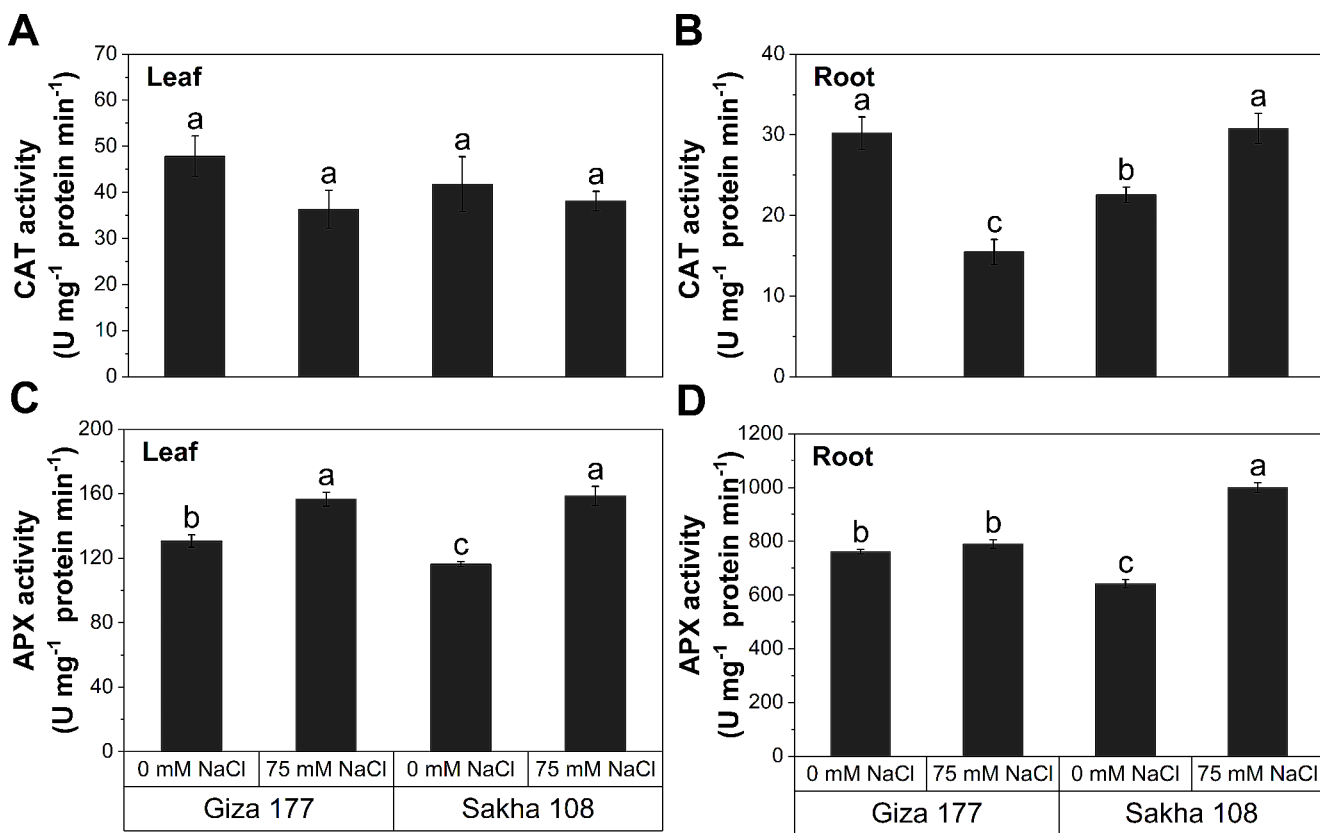 A
CAT activity
(U mg⁻¹ protein min⁻¹)
70
60
50
40
30
20
10
0
Leaf
a
a
a
a
B
CAT activity
(U mg⁻¹ protein min⁻¹)
40
30
20
10
0
Root
a
c
b
a
C
APX activity
(U mg⁻¹ protein min⁻¹)
200
160
120
80
40
0
Leaf
b
a
c
a
0 mM NaCl
75 mM NaCl
0 mM NaCl
75 mM NaCl
Giza 177
Sakha 108
D
APX activity
(U mg⁻¹ protein min⁻¹)
1200
1000
800
600
400
200
0
Root
b
b
c
a
0 mM NaCl
75 mM NaCl
0 mM NaCl
75 mM NaCl
Giza 177
Sakha 108